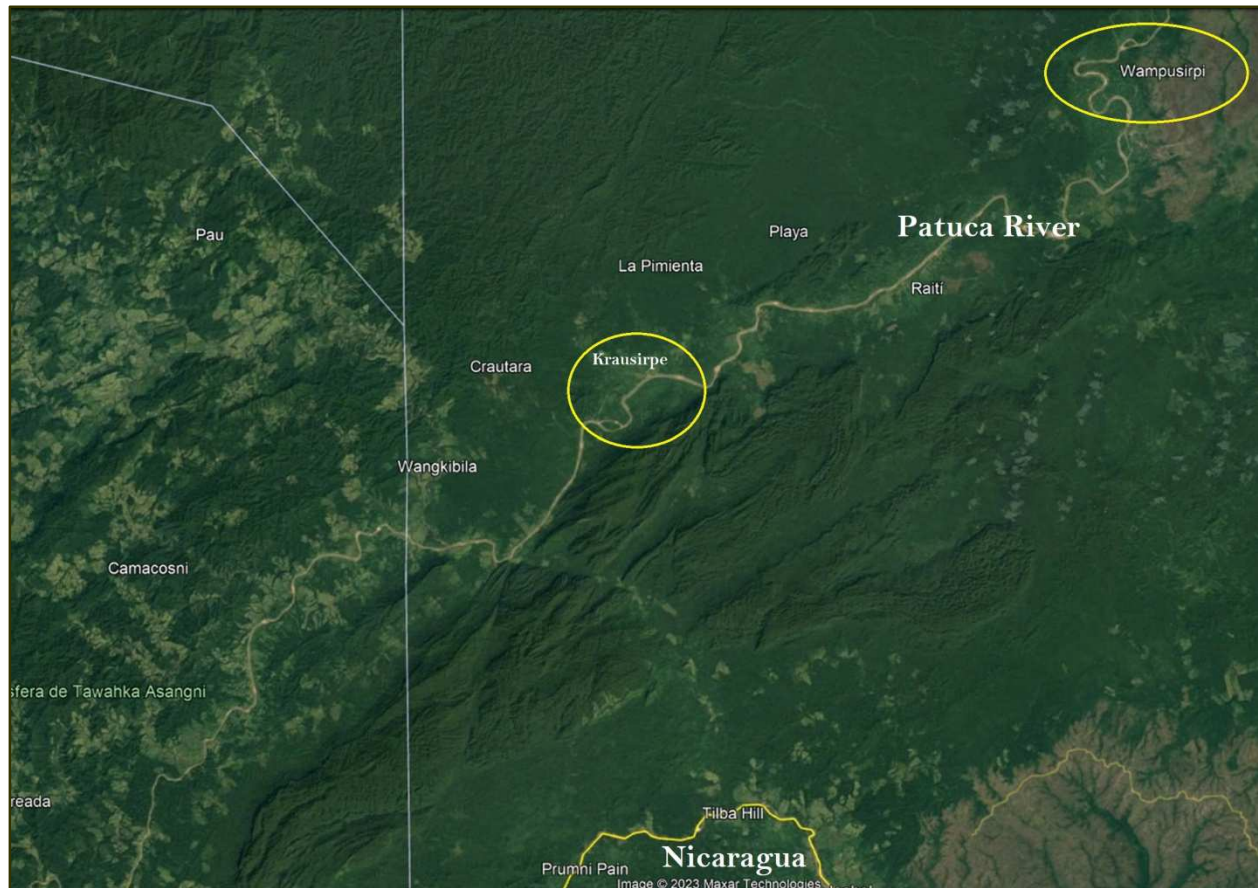 Wampusirpi
Patuca River
Pau
Playa
La Pimienta
Raití
Krausirpe
Crautara
Wangkibila
Camacosni
sfera de Tawahka Asangni
reada
Tilba Hill
Nicaragua
Prumni Pain
Image © 2023 Maxar Technologies